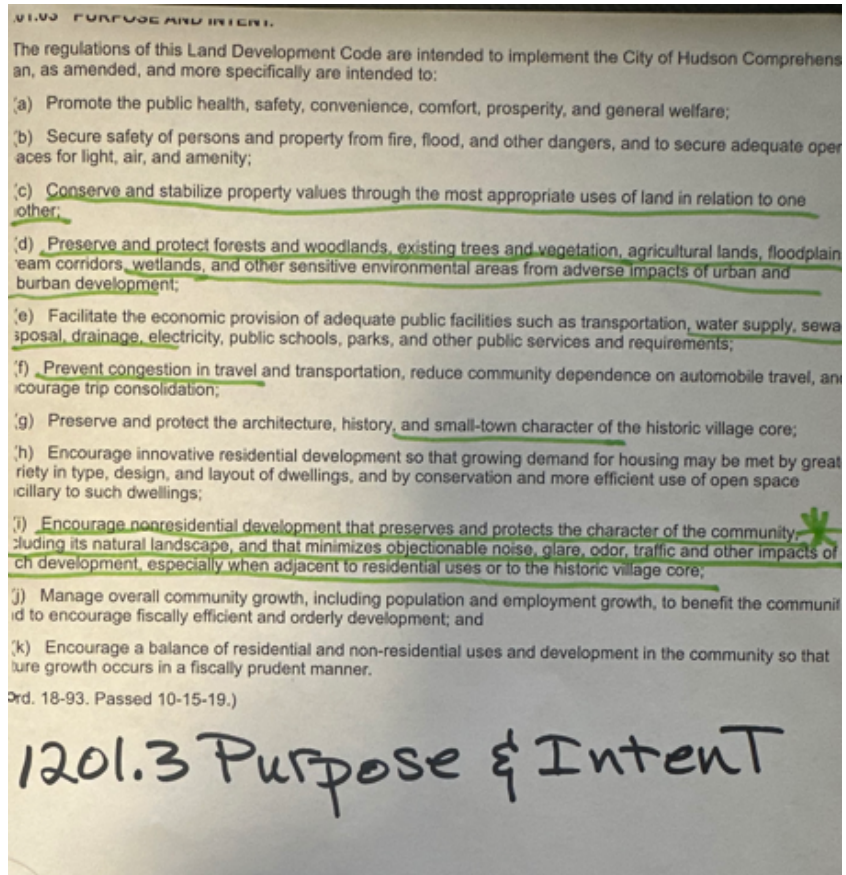 01.03 PURPOSE AND INTENT.
The regulations of this Land Development Code are intended to implement the City of Hudson Comprehens
an, as amended, and more specifically are intended to:
(a) Promote the public health, safety, convenience, comfort, prosperity, and general welfare;
(b) Secure safety of persons and property from fire, flood, and other dangers, and to secure adequate open
aces for light, air, and amenity;
(c) Conserve and stabilize property values through the most appropriate uses of land in relation to one
other;
(d) Preserve and protect forests and woodlands, existing trees and vegetation, agricultural lands, floodplain
eam corridors, wetlands, and other sensitive environmental areas from adverse impacts of urban and
burban development;
(e) Facilitate the economic provision of adequate public facilities such as transportation, water supply, sewa
sposal, drainage, electricity, public schools, parks, and other public services and requirements;
(f) Prevent congestion in travel and transportation, reduce community dependence on automobile travel, and
courage trip consolidation;
(g) Preserve and protect the architecture, history, and small-town character of the historic village core;
(h) Encourage innovative residential development so that growing demand for housing may be met by great
riety in type, design, and layout of dwellings, and by conservation and more efficient use of open space
cillary to such dwellings;
(i) Encourage nonresidential development that preserves and protects the character of the community,
cluding its natural landscape, and that minimizes objectionable noise, glare, odor, traffic and other impacts of
ch development, especially when adjacent to residential uses or to the historic village core;
(j) Manage overall community growth, including population and employment growth, to benefit the communit
d to encourage fiscally efficient and orderly development; and
(k) Encourage a balance of residential and non-residential uses and development in the community so that
ture growth occurs in a fiscally prudent manner.
Ord. 18-93. Passed 10-15-19.)
1201.3 Purpose & Intent